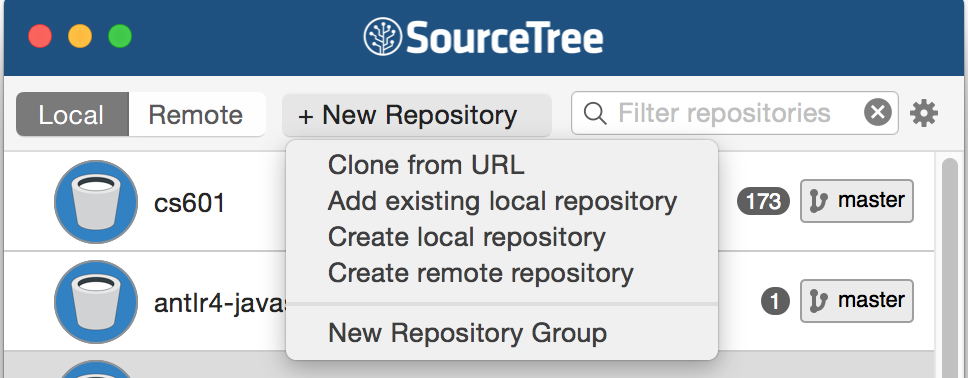 SourceTree
Local Remote + New Repository Filter repositories
Clone from URL
Add existing local repository
Create local repository
Create remote repository
New Repository Group
cs601 173 master
antlr4-javas 1 master